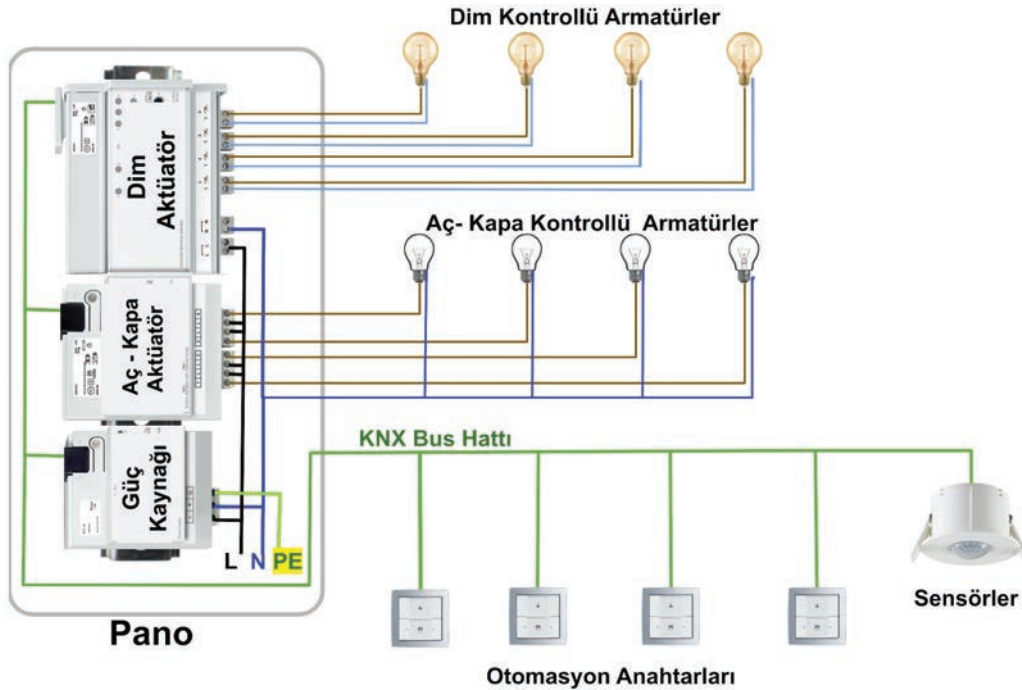 Dim Kontrollü Armatürler
Dim
Aktüatör
Aç- Kapa Kontrollü Armatürler
Aç - Kapa
Aktüatör
KNX Bus Hattı
Güç
Kaynağı
L N PE
Sensörler
Pano
Otomasyon Anahtarları